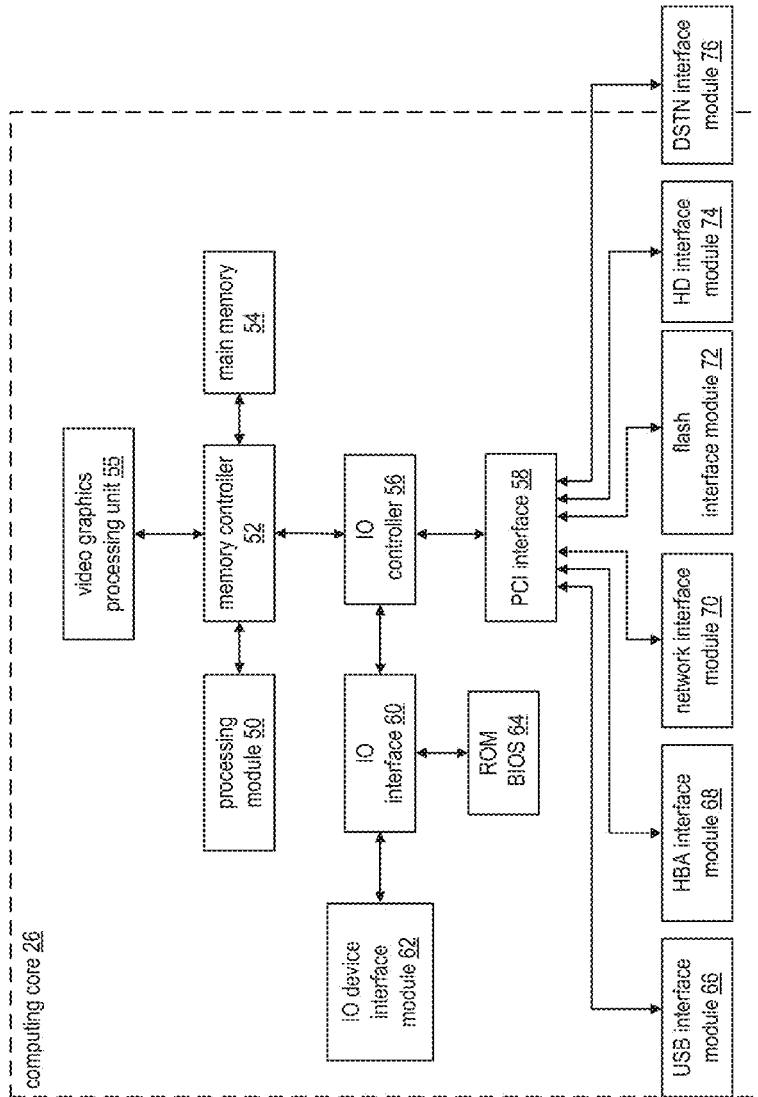 computing core 26
video graphics
processing unit 55
processing
module 50
memory controller
52
main memory
54
IO device
interface
module 62
IO
interface 60
IO
controller 56
ROM
BIOS 64
PCI interface 58
USB interface
module 66
HBA interface
module 68
network interface
module 70
flash
interface module 72
HD interface
module 74
DSTN interface
module 76